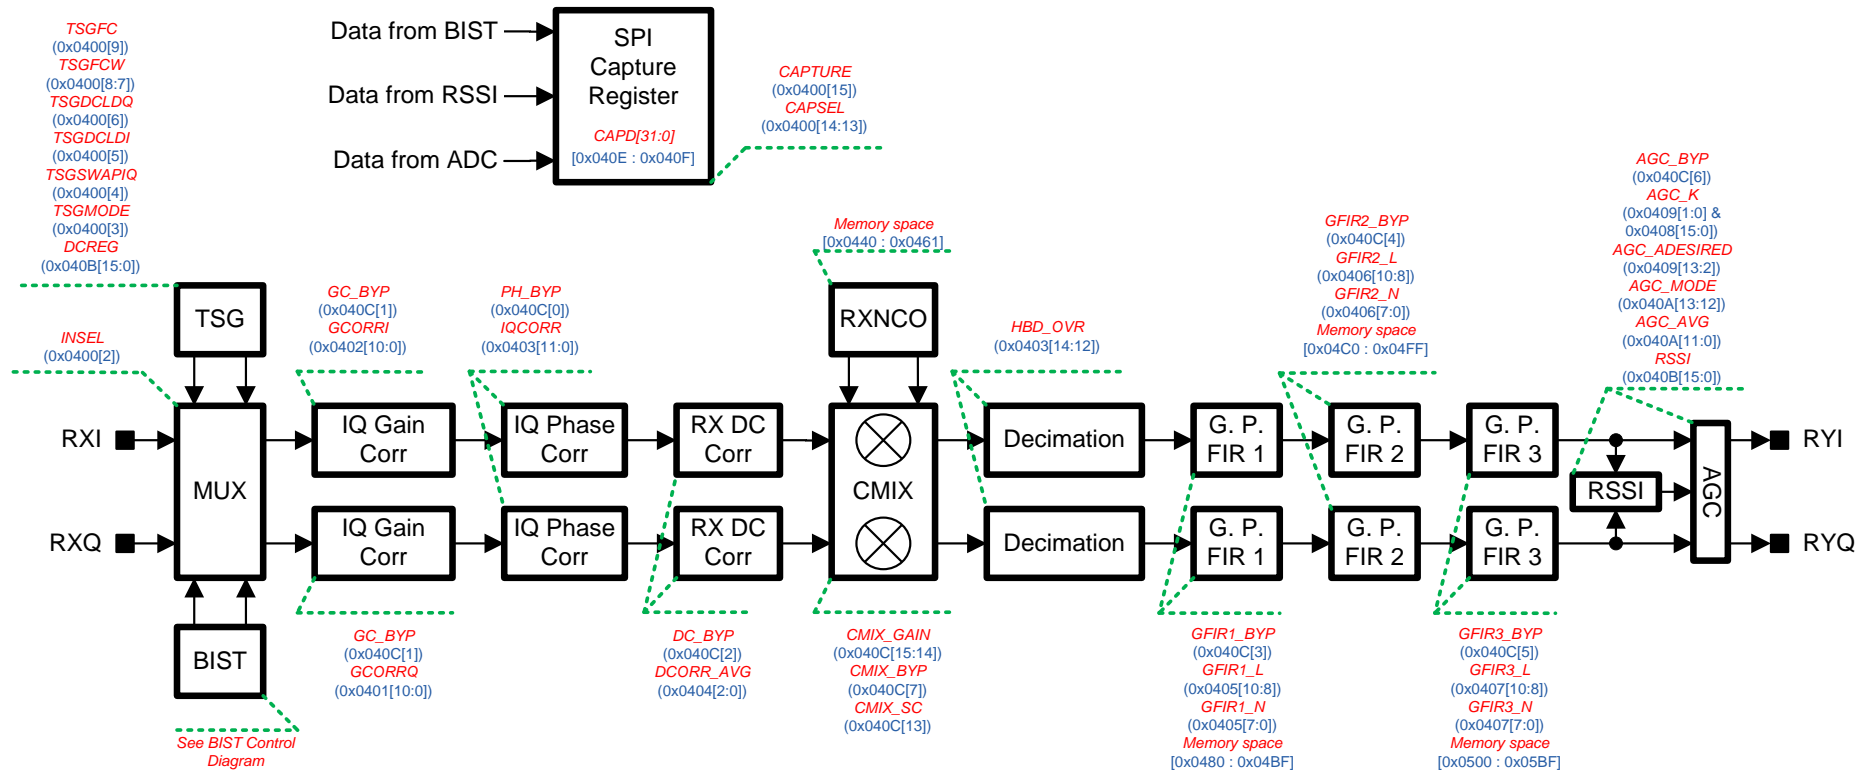 TSGFC
(0x0400[9])
TSGFCW
(0x0400[8:7])
TSGDCLDQ
(0x0400[6])
TSGDCLDI
(0x0400[5])
TSGSWAPIQ
(0x0400[4])
TSGMODE
(0x0400[3])
DCREG
(0x040B[15:0])
Data from BIST
Data from RSSI
Data from ADC
SPI
Capture
Register
CAPD[31:0]
[0x040E : 0x040F]
CAPTURE
(0x0400[15])
CAPSEL
(0x0400[14:13])
INSEL
(0x0400[2])
TSG
GC_BYP
(0x040C[1])
GCORRI
(0x0402[10:0])
PH_BYP
(0x040C[0])
IQCORR
(0x0403[11:0])
Memory space
[0x0440 : 0x0461]
RXNCO
HBD_OVR
(0x0403[14:12])
GFIR2_BYP
(0x040C[4])
GFIR2_L
(0x0406[10:8])
GFIR2_N
(0x0406[7:0])
Memory space
[0x04C0 : 0x04FF]
AGC_BYP
(0x040C[6])
AGC_K
(0x0409[1:0] &
0x0408[15:0])
AGC_ADESIRED
(0x0409[13:2])
AGC_MODE
(0x040A[13:12])
AGC_AVG
(0x040A[11:0])
RSSI
(0x040B[15:0])
RXI
RXQ
MUX
IQ Gain
Corr
IQ Phase
Corr
RX DC
Corr
CMIX
Decimation
G. P.
FIR 1
G. P.
FIR 2
G. P.
FIR 3
RSSI
AGC
RYI
RYQ
IQ Gain
Corr
IQ Phase
Corr
RX DC
Corr
Decimation
G. P.
FIR 1
G. P.
FIR 2
G. P.
FIR 3
BIST
See BIST Control
Diagram
GC_BYP
(0x040C[1])
GCORRQ
(0x0401[10:0])
DC_BYP
(0x040C[2])
DCORR_AVG
(0x0404[2:0])
CMIX_GAIN
(0x040C[15:14])
CMIX_BYP
(0x040C[7])
CMIX_SC
(0x040C[13])
GFIR1_BYP
(0x040C[3])
GFIR1_L
(0x0405[10:8])
GFIR1_N
(0x0405[7:0])
Memory space
[0x0480 : 0x04BF]
GFIR3_BYP
(0x040C[5])
GFIR3_L
(0x0407[10:8])
GFIR3_N
(0x0407[7:0])
Memory space
[0x0500 : 0x05BF]